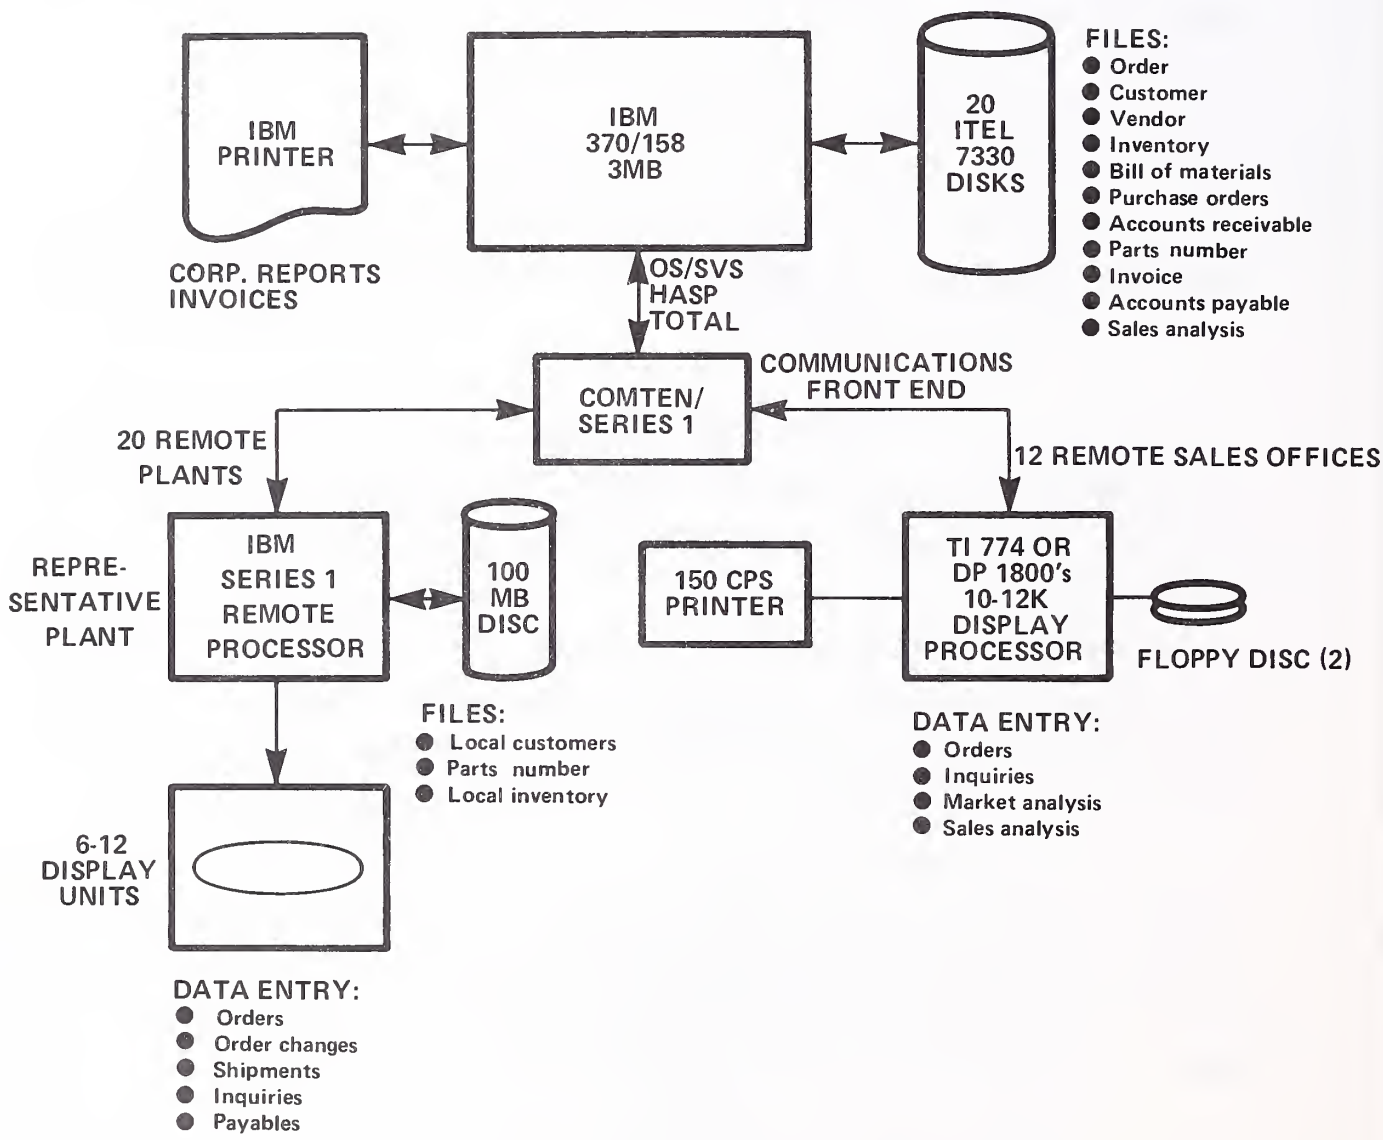 IBM
PRINTER
CORP. REPORTS
INVOICES
IBM
370/158
3MB
20
ITEL
7330
DISKS
FILES:
● Order
● Customer
● Vendor
● Inventory
● Bill of materials
● Purchase orders
● Accounts receivable
● Parts number
● Invoice
● Accounts payable
● Sales analysis
OS/SVS
HASP
TOTAL
COMTEN/
SERIES 1
COMMUNICATIONS
FRONT END
20 REMOTE
PLANTS
12 REMOTE SALES OFFICES
REPRE-
SENTATIVE
PLANT
IBM
SERIES 1
REMOTE
PROCESSOR
100
MB
DISC
FILES:
● Local customers
● Parts number
● Local inventory
150 CPS
PRINTER
TI 774 OR
DP 1800's
10-12K
DISPLAY
PROCESSOR
FLOPPY DISC (2)
DATA ENTRY:
● Orders
● Inquiries
● Market analysis
● Sales analysis
6-12
DISPLAY
UNITS
DATA ENTRY:
● Orders
● Order changes
● Shipments
● Inquiries
● Payables